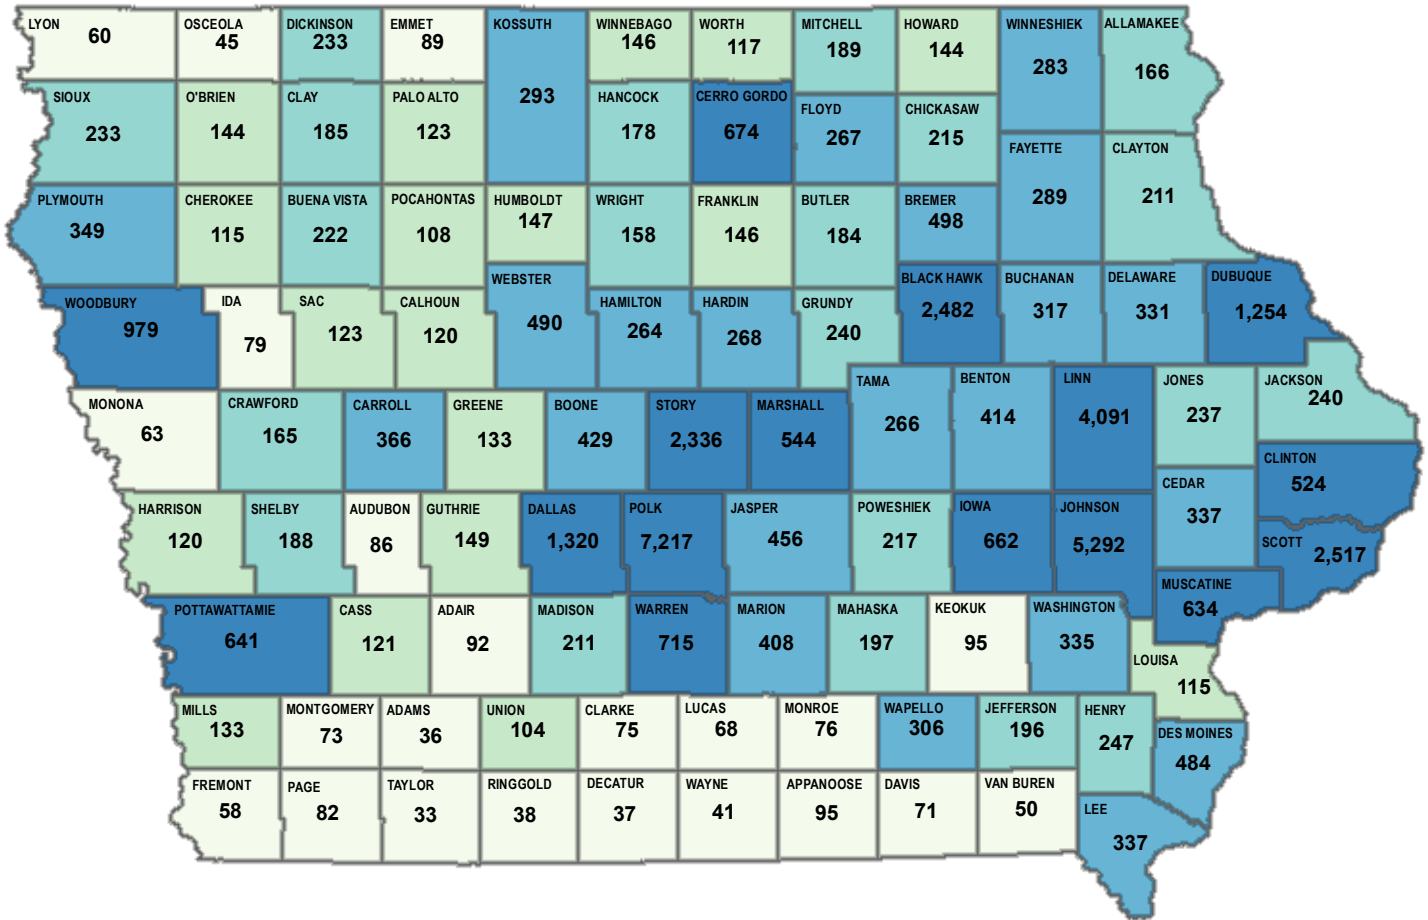 LYON
60
OSCEOLA
45
DICKINSON
233
EMMET
89
KOSSUTH
293
WINNEBAGO
146
WORTH
117
MITCHELL
189
HOWARD
144
WINNESHIEK
283
ALLAMAKEE
166
SIOUX
233
O'BRIEN
144
CLAY
185
PALO ALTO
123
HANCOCK
178
CERRO GORDO
674
FLOYD
267
CHICKASAW
215
FAYETTE
289
CLAYTON
211
PLYMOUTH
349
CHEROKEE
115
BUENA VISTA
222
POCAHONTAS
108
HUMBOLDT
147
WRIGHT
158
FRANKLIN
146
BUTLER
184
BREMER
498
WOODBURY
979
IDA
79
SAC
123
CALHOUN
120
WEBSTER
490
HAMILTON
264
HARDIN
268
GRUNDY
240
BLACK HAWK
2,482
BUCHANAN
317
DELAWARE
331
DUBUQUE
1,254
MONONA
63
CRAWFORD
165
CARROLL
366
GREENE
133
BOONE
429
STORY
2,336
MARSHALL
544
TAMA
266
BENTON
414
LINN
4,091
JONES
237
JACKSON
240
CLINTON
524
CEDAR
337
HARRISON
120
SHELBY
188
AUDUBON
86
GUTHRIE
149
DALLAS
1,320
POLK
7,217
JASPER
456
POWESHIEK
217
IOWA
662
JOHNSON
5,292
SCOTT
2,517
MUSCATINE
634
POTTAWATTAMIE
641
CASS
121
ADAIR
92
MADISON
211
WARREN
715
MARION
408
MAHASKA
197
KEOKUK
95
WASHINGTON
335
LOUISA
115
MILLS
133
MONTGOMERY
73
ADAMS
36
UNION
104
CLARKE
75
LUCAS
68
MONROE
76
WAPELLO
306
JEFFERSON
196
HENRY
247
DES MOINES
484
FREMONT
58
PAGE
82
TAYLOR
33
RINGGOLD
38
DECATUR
37
WAYNE
41
APPANOOSE
95
DAVIS
71
VAN BUREN
50
LEE
337